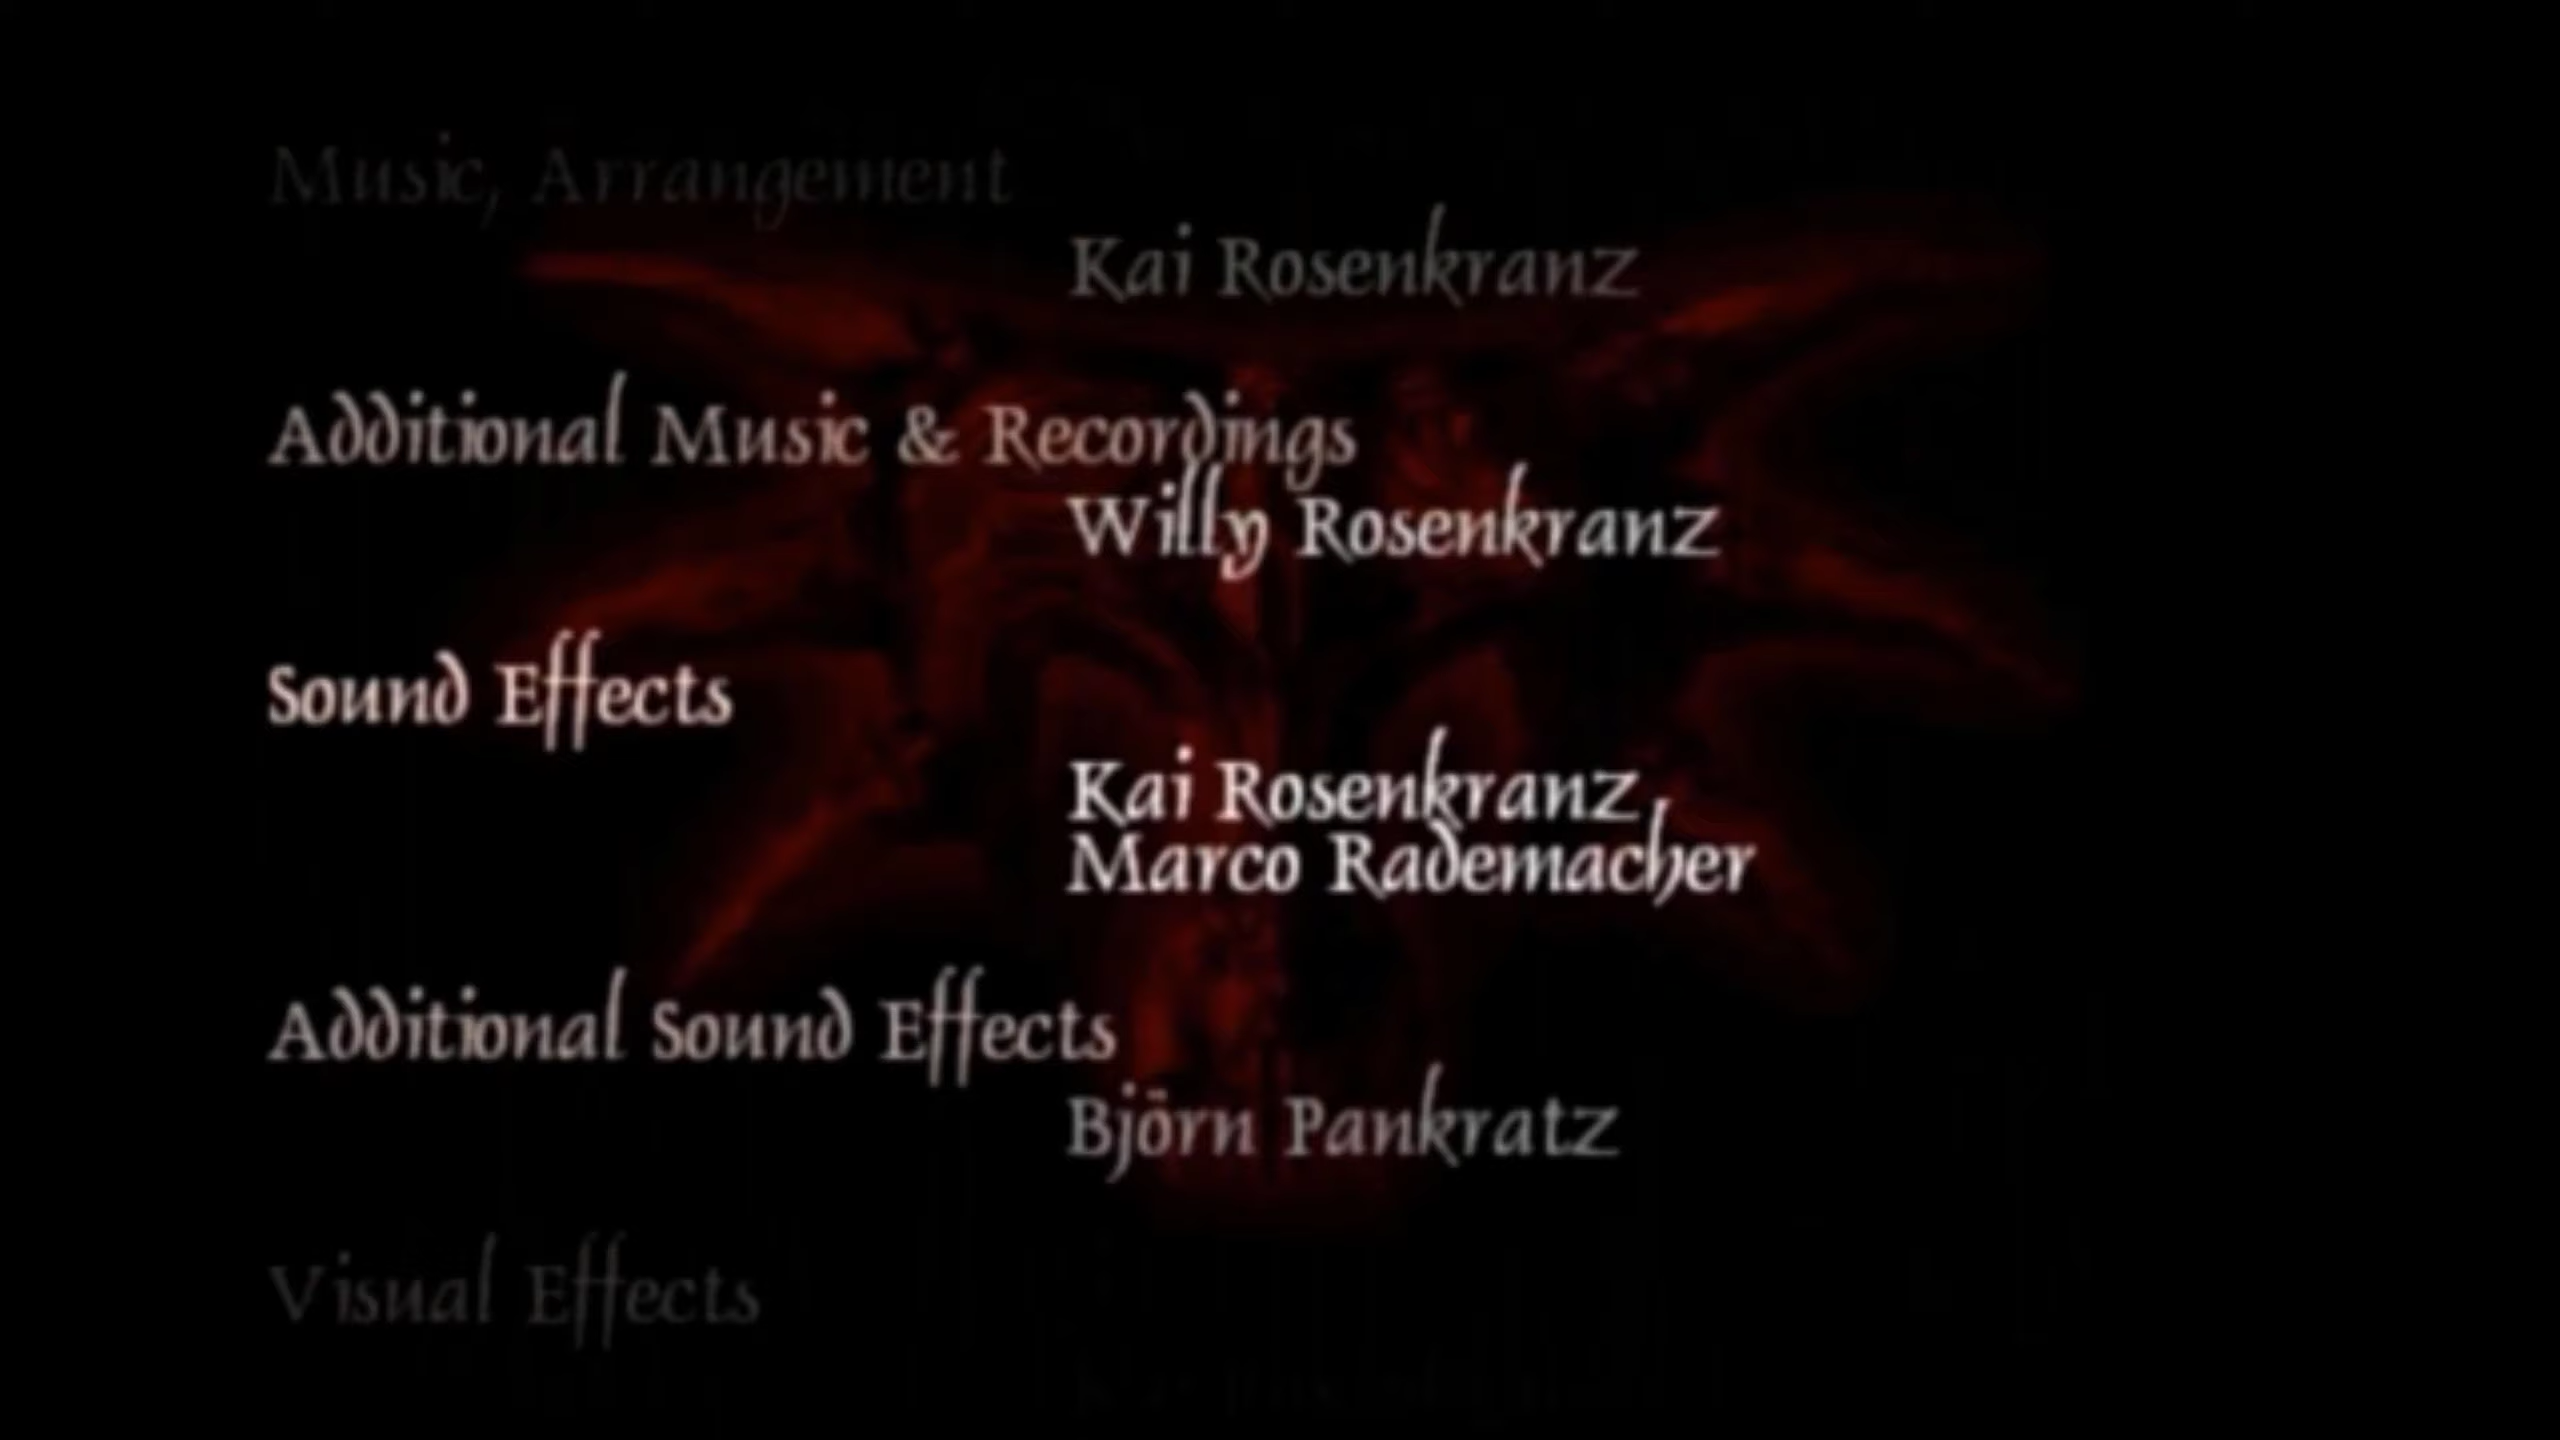 Music, Arrangement
Kai Rosenkranz
Additional Music & Recordings
Willy Rosenkranz
Sound Effects
Kai Rosenkranz
Marco Rademacher
Additional Sound Effects
Björn Pankratz
Visual Effects